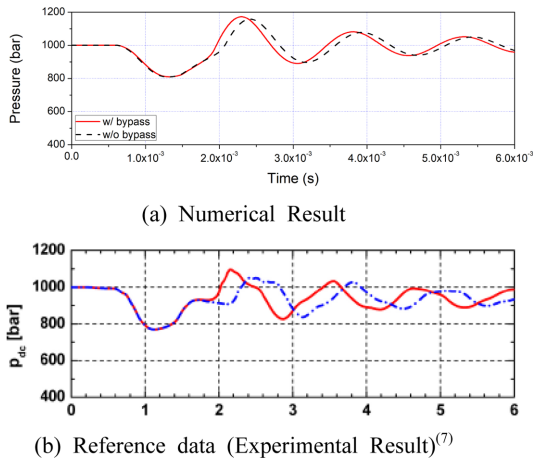 1200
1000
800
600
400
Pressure (bar)
w/ bypass
w/o bypass
0.0 1.0x10⁻³ 2.0x10⁻³ 3.0x10⁻³ 4.0x10⁻³ 5.0x10⁻³ 6.0x10⁻³
Time (s)
(a) Numerical Result
1200
1000
800
600
400
p_dc [bar]
0 1 2 3 4 5 6
(b) Reference data (Experimental Result)⁽⁷⁾